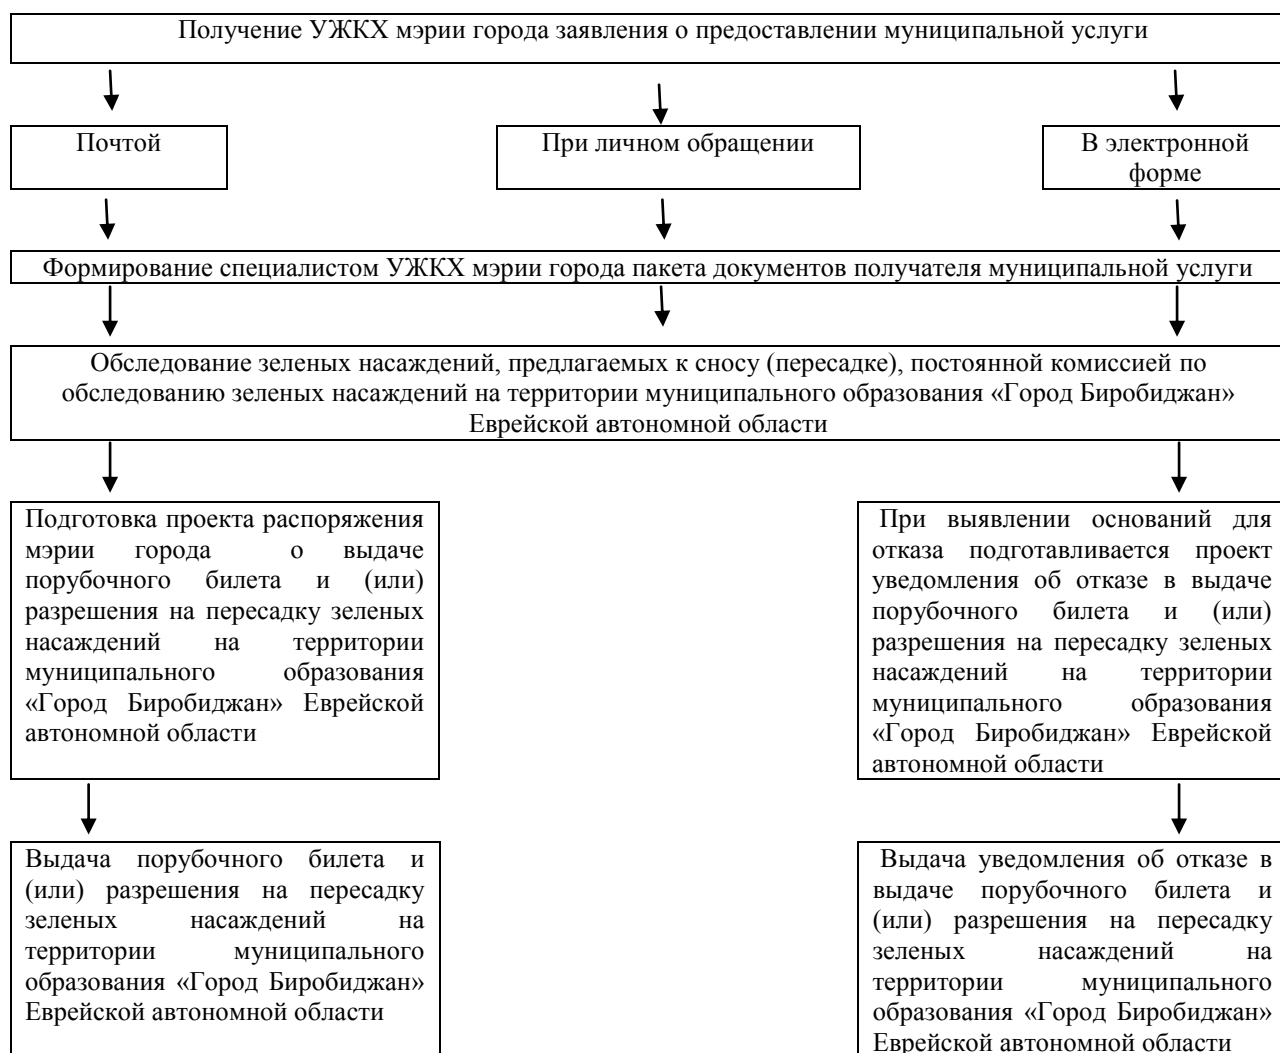 Получение УЖКХ мэрии города заявления о предоставлении муниципальной услуги
Почтой
При личном обращении
В электронной
форме
Формирование специалистом УЖКХ мэрии города пакета документов получателя муниципальной услуги
Обследование зеленых насаждений, предлагаемых к сносу (пересадке), постоянной комиссией по
обследованию зеленых насаждений на территории муниципального образования «Город Биробиджан»
Еврейской автономной области
Подготовка проекта распоряжения
мэрии города о выдаче
порубочного билета и (или)
разрешения на пересадку зеленых
насаждений на территории
муниципального образования
«Город Биробиджан» Еврейской
автономной области
При выявлении оснований для
отказа подготавливается проект
уведомления об отказе в выдаче
порубочного билета и (или)
разрешения на пересадку зеленых
насаждений на территории
муниципального образования
«Город Биробиджан» Еврейской
автономной области
Выдача порубочного билета и
(или) разрешения на пересадку
зеленых насаждений на
территории муниципального
образования «Город Биробиджан»
Еврейской автономной области
Выдача уведомления об отказе в
выдаче порубочного билета и
(или) разрешения на пересадку
зеленых насаждений на
территории муниципального
образования «Город Биробиджан»
Еврейской автономной области